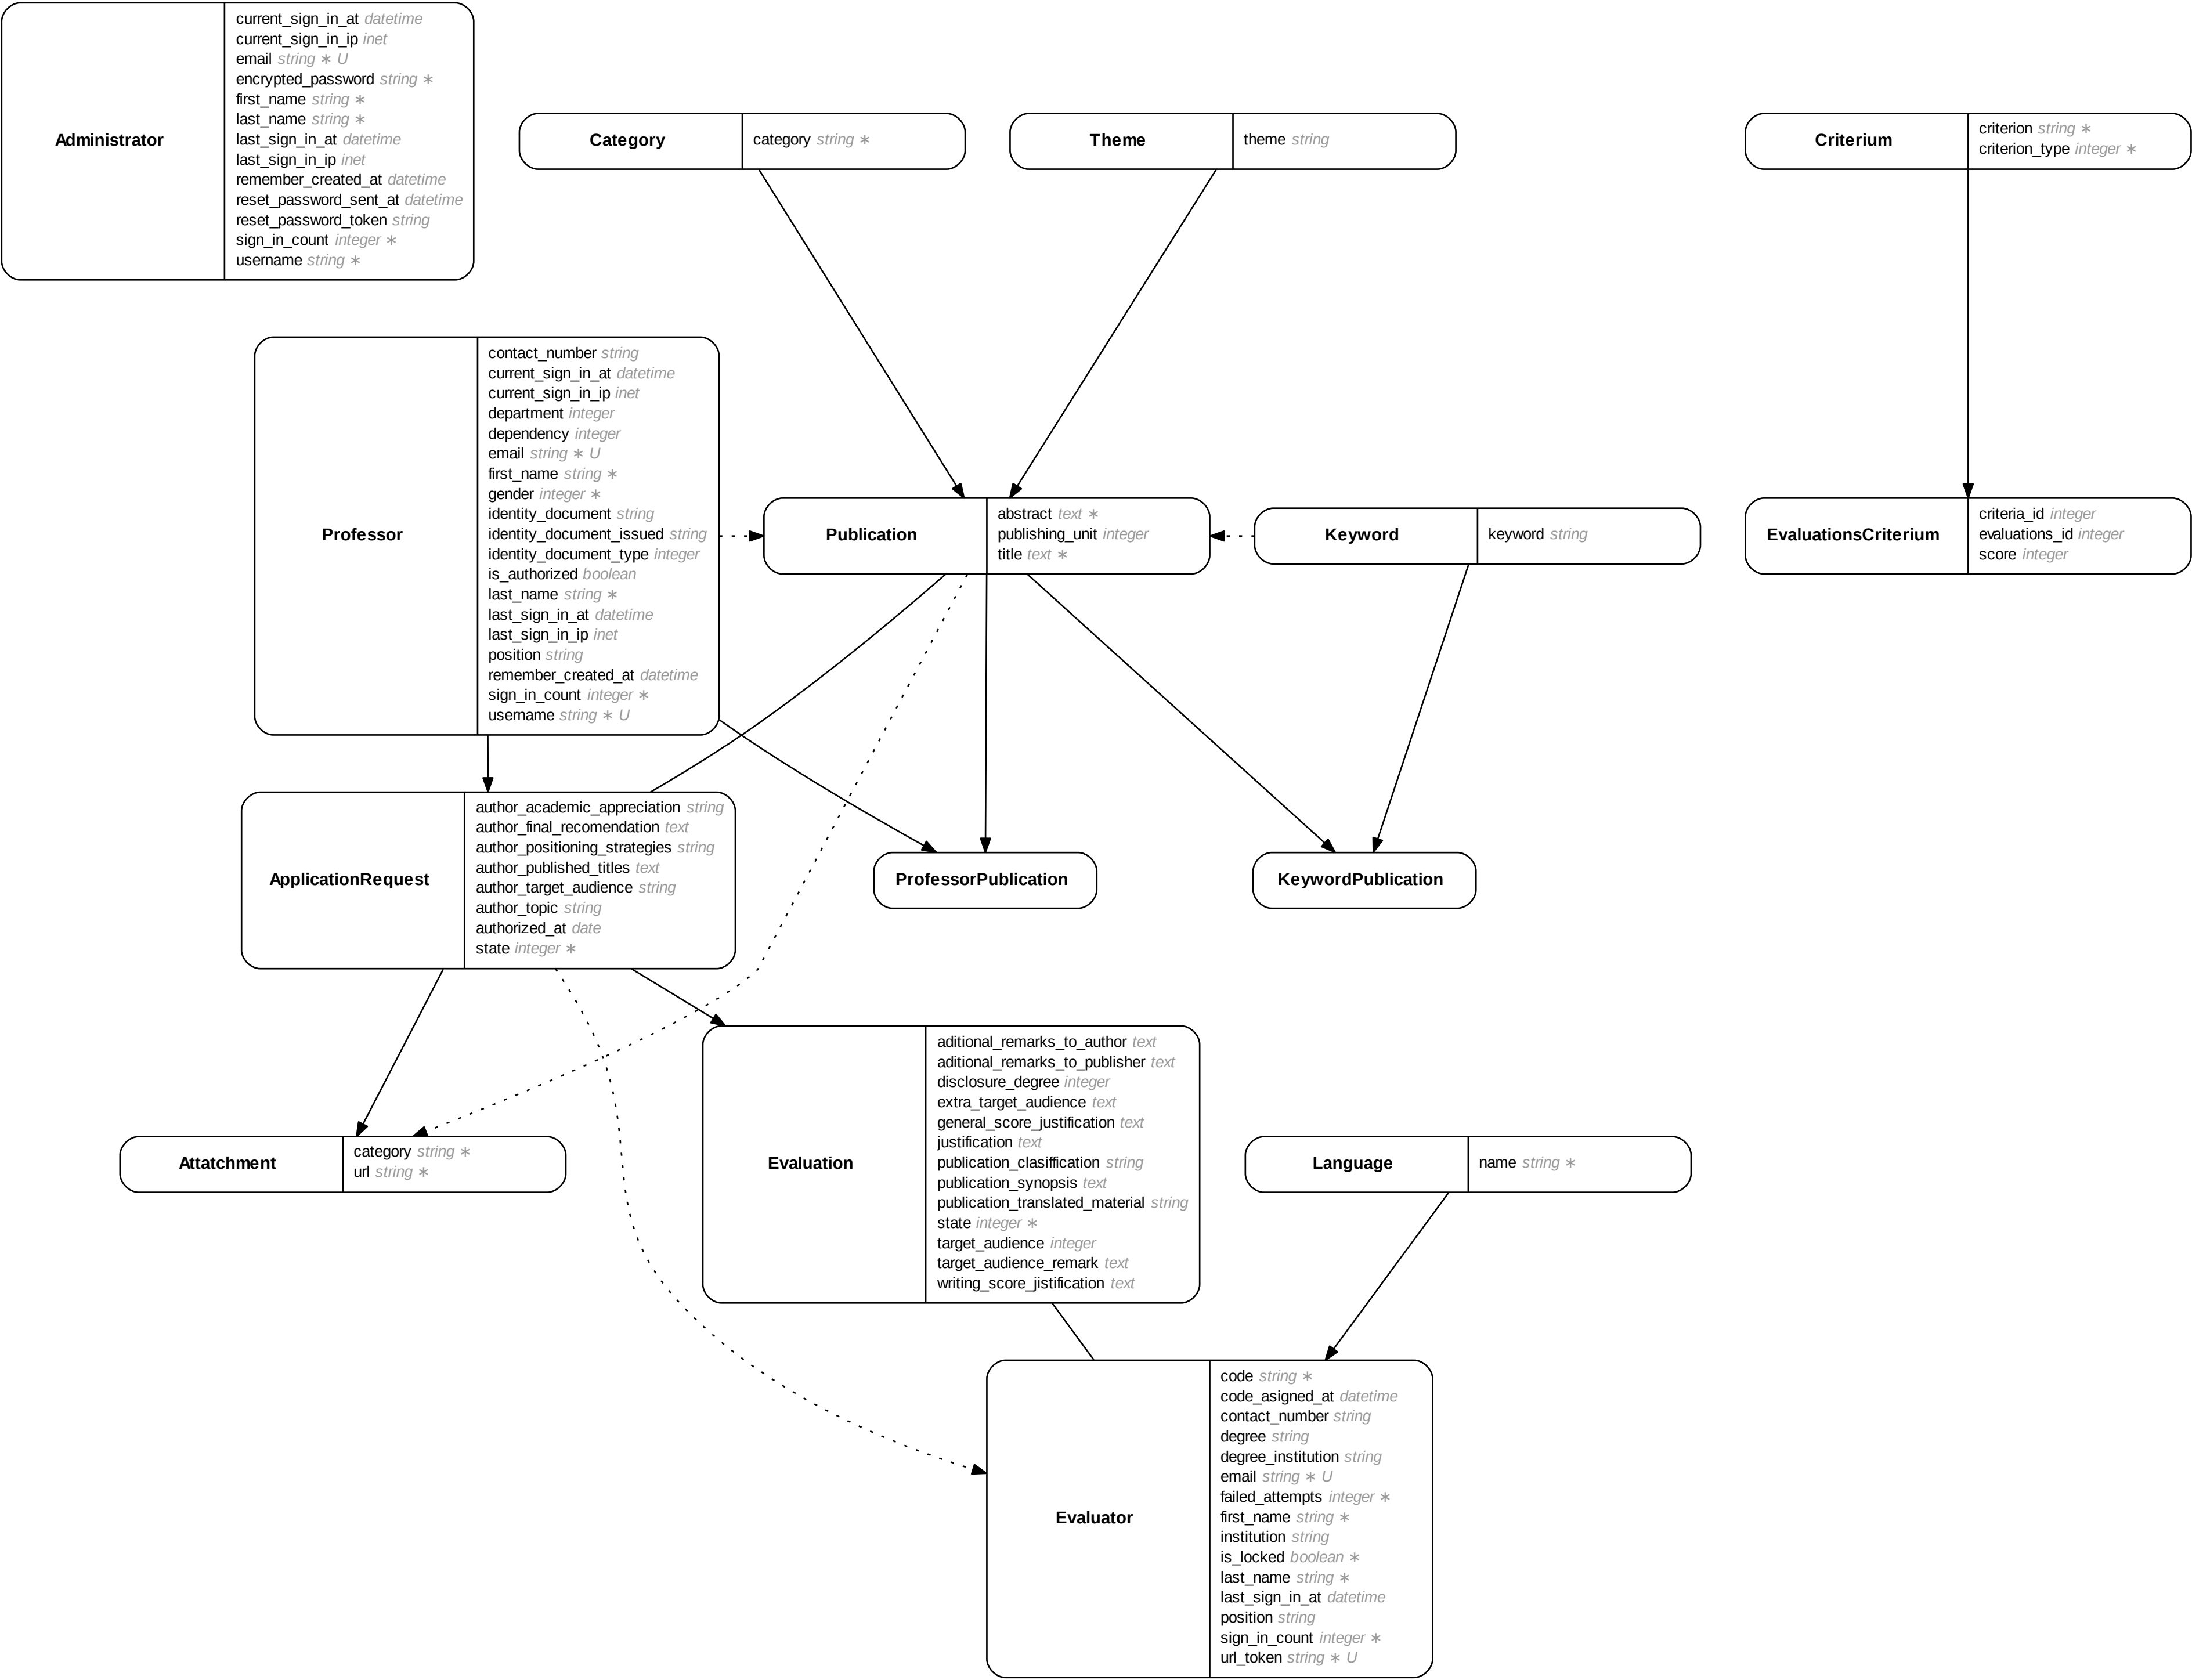 Administrator
current_sign_in_at datetime
current_sign_in_ip inet
email string ∗ U
encrypted_password string ∗
first_name string ∗
last_name string ∗
last_sign_in_at datetime
last_sign_in_ip inet
remember_created_at datetime
reset_password_sent_at datetime
reset_password_token string
sign_in_count integer ∗
username string ∗
Category
category string ∗
Theme
theme string
Criterium
criterion string ∗
criterion_type integer ∗
Professor
contact_number string
current_sign_in_at datetime
current_sign_in_ip inet
department integer
dependency integer
email string ∗ U
first_name string ∗
gender integer ∗
identity_document string
identity_document_issued string
identity_document_type integer
is_authorized boolean
last_name string ∗
last_sign_in_at datetime
last_sign_in_ip inet
position string
remember_created_at datetime
sign_in_count integer ∗
username string ∗ U
Publication
abstract text ∗
publishing_unit integer
title text ∗
Keyword
keyword string
EvaluationsCriterium
criteria_id integer
evaluations_id integer
score integer
ApplicationRequest
author_academic_appreciation string
author_final_recomendation text
author_positioning_strategies string
author_published_titles text
author_target_audience string
author_topic string
authorized_at date
state integer ∗
ProfessorPublication
KeywordPublication
Attatchment
category string ∗
url string ∗
Evaluation
aditional_remarks_to_author text
aditional_remarks_to_publisher text
disclosure_degree integer
extra_target_audience text
general_score_justification text
justification text
publication_clasiffication string
publication_synopsis text
publication_translated_material string
state integer ∗
target_audience integer
target_audience_remark text
writing_score_jistification text
Language
name string ∗
Evaluator
code string ∗
code_asigned_at datetime
contact_number string
degree string
degree_institution string
email string ∗ U
failed_attempts integer ∗
first_name string ∗
institution string
is_locked boolean ∗
last_name string ∗
last_sign_in_at datetime
position string
sign_in_count integer ∗
url_token string ∗ U